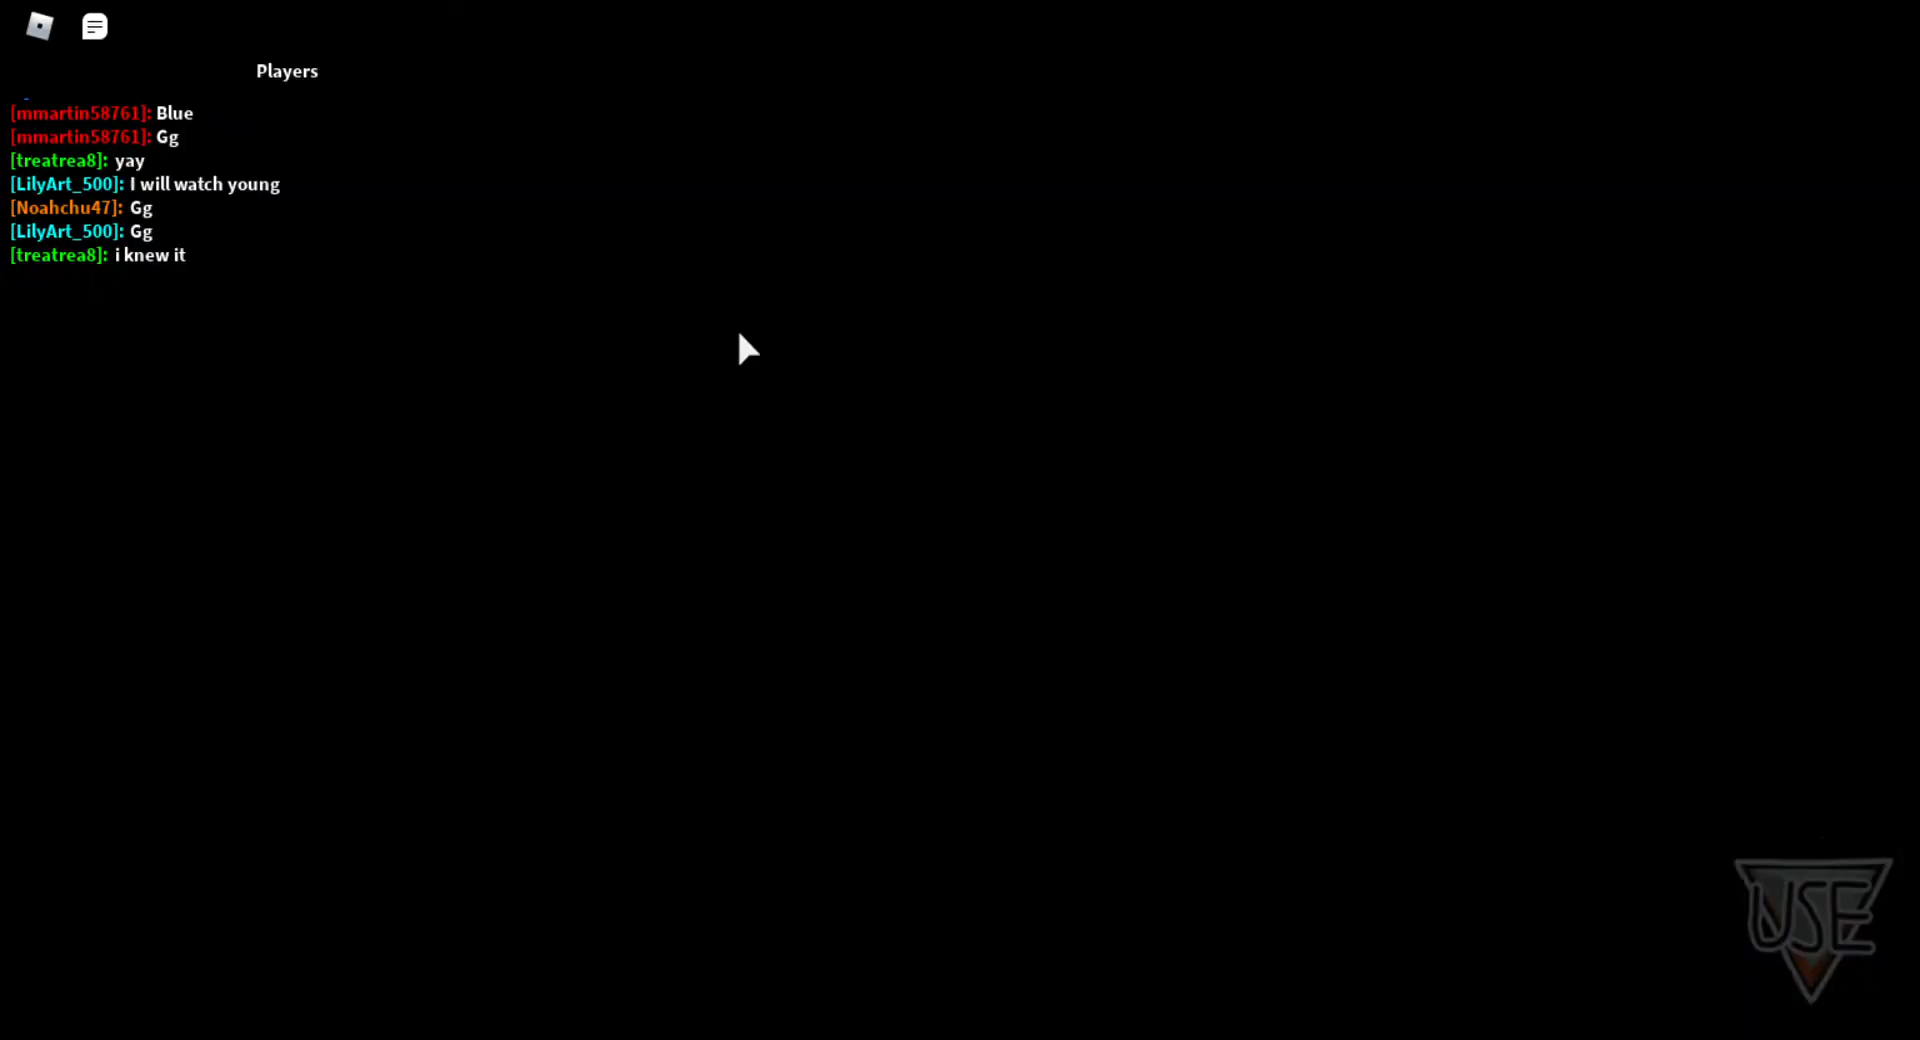 Players
[mmartin58761]: Blue
[mmartin58761]: Gg
[treatrea8]: yay
[LilyArt_500]: I will watch young
[Noahchu47]: Gg
[LilyArt_500]: Gg
[treatrea8]: i knew it
USE